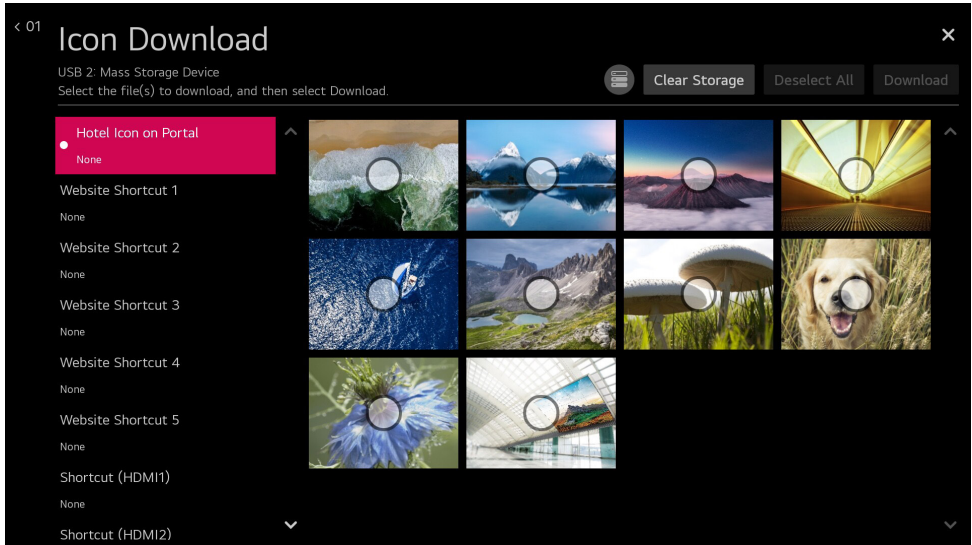 < 01
Icon Download
USB 2: Mass Storage Device
Select the file(s) to download, and then select Download.
Clear Storage
Deselect All
Download
Hotel Icon on Portal
None
Website Shortcut 1
None
Website Shortcut 2
None
Website Shortcut 3
None
Website Shortcut 4
None
Website Shortcut 5
None
Shortcut (HDMI1)
None
Shortcut (HDMI2)